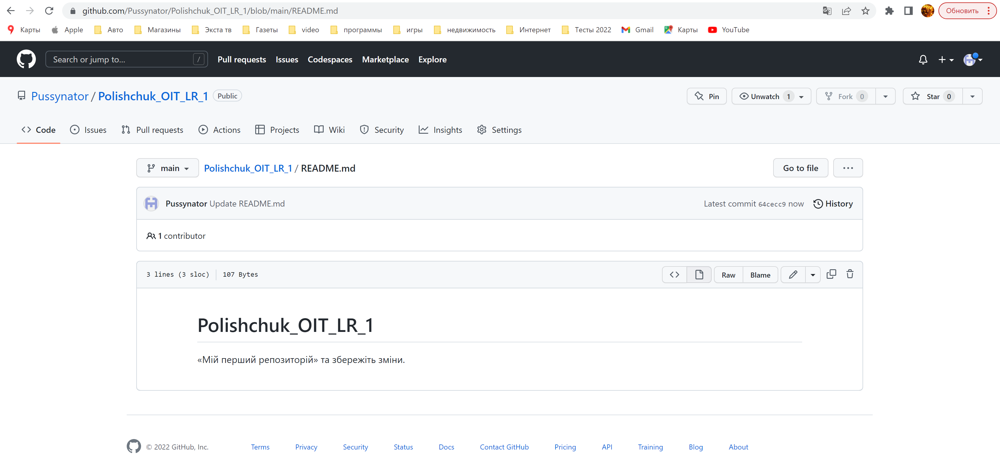 github.com/Pussynator/Polishchuk_OIT_LR_1/blob/main/README.md Обновить
Карты Apple Авто Магазины Экста тв Газеты video программы игры недвижимость Интернет Тесты 2022 Gmail Карты YouTube
Search or jump to... / Pull requests Issues Codespaces Marketplace Explore
Pussynator / Polishchuk_OIT_LR_1 Public Pin Unwatch 1 Fork 0 Star 0
Code Issues Pull requests Actions Projects Wiki Security Insights Settings
main Polishchuk_OIT_LR_1 / README.md Go to file ...
Pussynator Update README.md Latest commit 64cecc9 now History
1 contributor
3 lines (3 sloc) 107 Bytes <> Raw Blame
Polishchuk_OIT_LR_1
«Мій перший репозиторій» та збережіть зміни.
© 2022 GitHub, Inc. Terms Privacy Security Status Docs Contact GitHub Pricing API Training Blog About